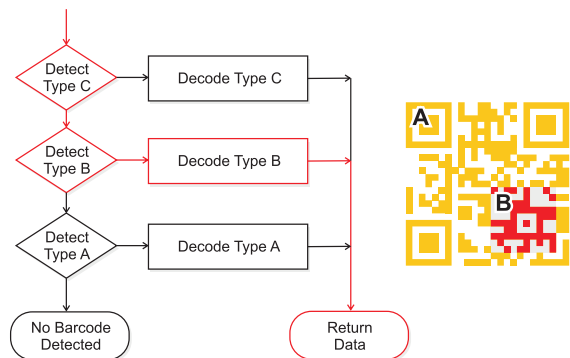 Detect
Type C
Decode Type C
Detect
Type B
Decode Type B
Detect
Type A
Decode Type A
No Barcode
Detected
Return
Data
A
B